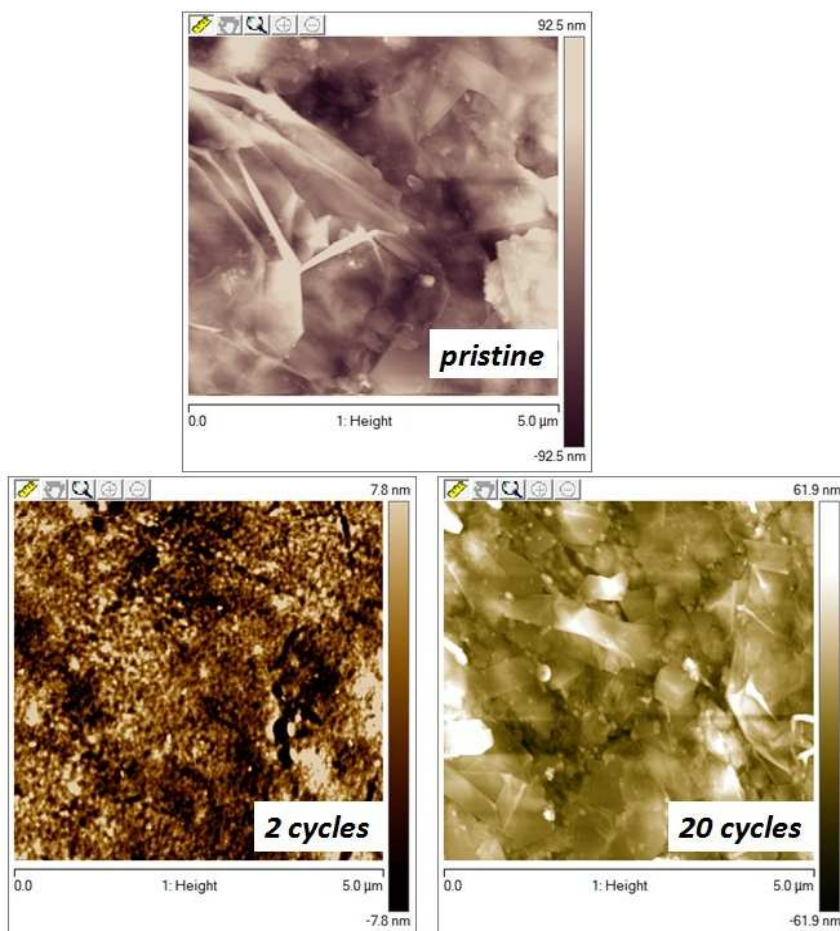 92.5 nm
pristine
0.0 1: Height 5.0 µm
-92.5 nm
7.8 nm
2 cycles
0.0 1: Height 5.0 µm
-7.8 nm
61.9 nm
20 cycles
0.0 1: Height 5.0 µm
-61.9 nm